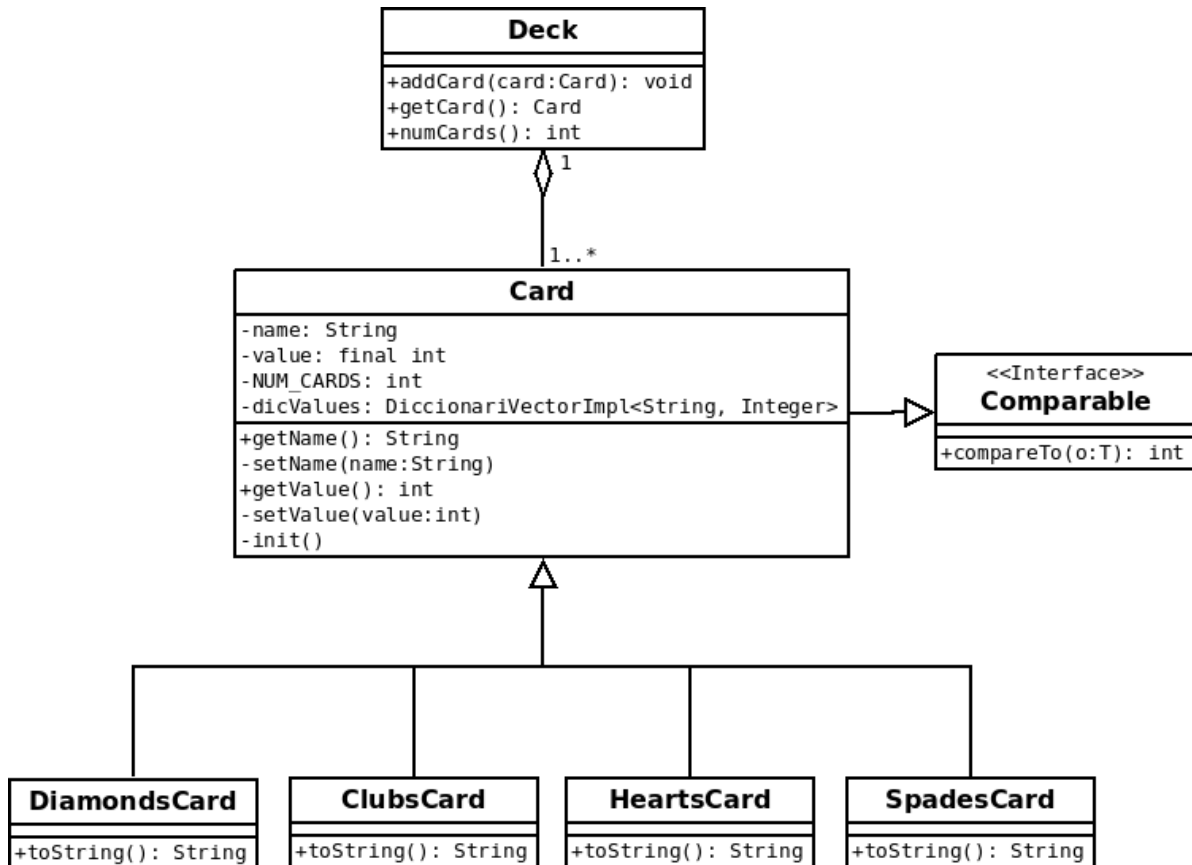 Deck
+addCard(card:Card): void
+getCard(): Card
+numCards(): int
1
1..*
Card
-name: String
-value: final int
-NUM_CARDS: int
-dicValues: DiccionariVectorImpl<String, Integer>
+getName(): String
-setName(name:String)
+getValue(): int
-setValue(value:int)
-init()
<<Interface>>
Comparable
+compareTo(o:T): int
DiamondsCard
+toString(): String
ClubsCard
+toString(): String
HeartsCard
+toString(): String
SpadesCard
+toString(): String